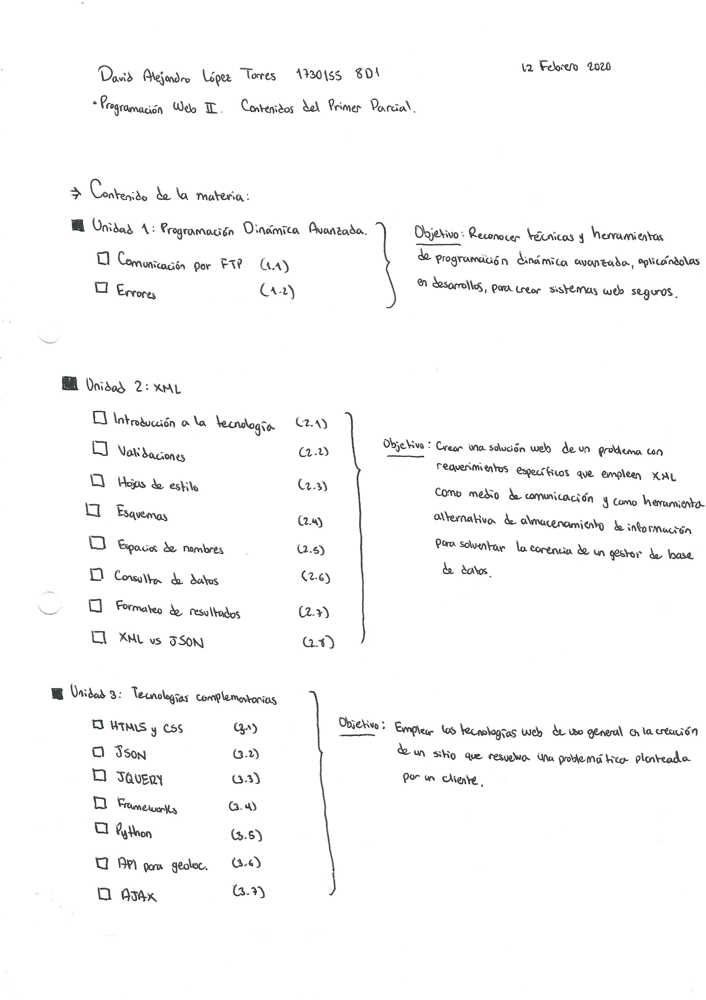 David Alejandro López Torres 1730155 8D1
12 Febrero 2020
• Programación Web II. Contenidos del Primer Parcial.
⇒ Contenido de la materia:
■ Unidad 1: Programación Dinámica Avanzada.
□ Comunicación por FTP (1.1)
□ Errores (1.2)
Objetivo: Reconocer técnicas y herramientas
de programación dinámica avanzada, aplicándolas
en desarrollos, para crear sistemas web seguros.
■ Unidad 2: XML
□ Introducción a la tecnología (2.1)
□ Validaciones (2.2)
□ Hojas de estilo (2.3)
□ Esquemas (2.4)
□ Espacios de nombres (2.5)
□ Consulta de datos (2.6)
□ Formateo de resultados (2.7)
□ XML vs JSON (2.8)
Objetivo: Crear una solución web de un problema con
requerimientos específicos que empleen XML
como medio de comunicación y como herramienta
alternativa de almacenamiento de información
para solventar la carencia de un gestor de base
de datos.
■ Unidad 3: Tecnologías complementarias
□ HTML5 y CSS (3.1)
□ JSON (3.2)
□ JQUERY (3.3)
□ Frameworks (3.4)
□ Python (3.5)
□ API para geoloc. (3.6)
□ AJAX (3.7)
Objetivo: Emplear las tecnologías web de uso general en la creación
de un sitio que resuelva una problemática planteada
por un cliente.